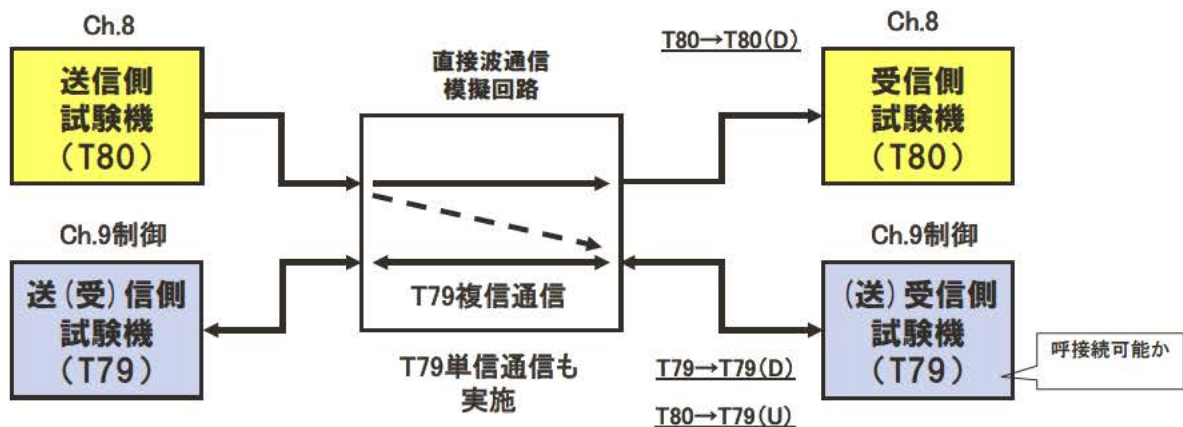 Ch.8
送信側
試験機
（T80）
直接波通信
模擬回路
T80→T80(D)
Ch.8
受信側
試験機
（T80）
Ch.9制御
送(受)信側
試験機
（T79）
T79複信通信
T79単信通信も
実施
T79→T79(D)
T80→T79(U)
Ch.9制御
(送)受信側
試験機
（T79）
呼接続可能か